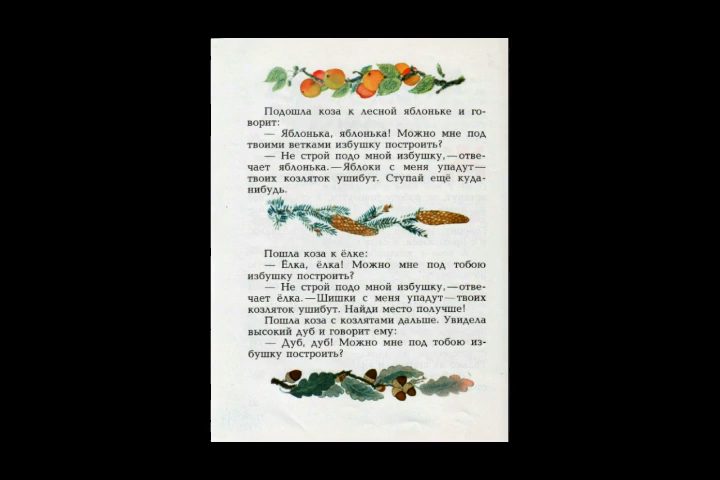 Подошла коза к лесной яблоньке и го-
ворит:
— Яблонька, яблонька! Можно мне под
твоими ветками избушку построить?
— Не строй подо мной избушку,—отве-
чает яблонька.—Яблоки с меня упадут—
твоих козляток ушибут. Ступай ещё куда-
нибудь.
Пошла коза к ёлке:
— Ёлка, ёлка! Можно мне под тобою
избушку построить?
— Не строй подо мной избушку,—отве-
чает ёлка.—Шишки с меня упадут—твоих
козляток ушибут. Найди место получше!
Пошла коза с козлятами дальше. Увидела
высокий дуб и говорит ему:
— Дуб, дуб! Можно мне под тобою из-
бушку построить?